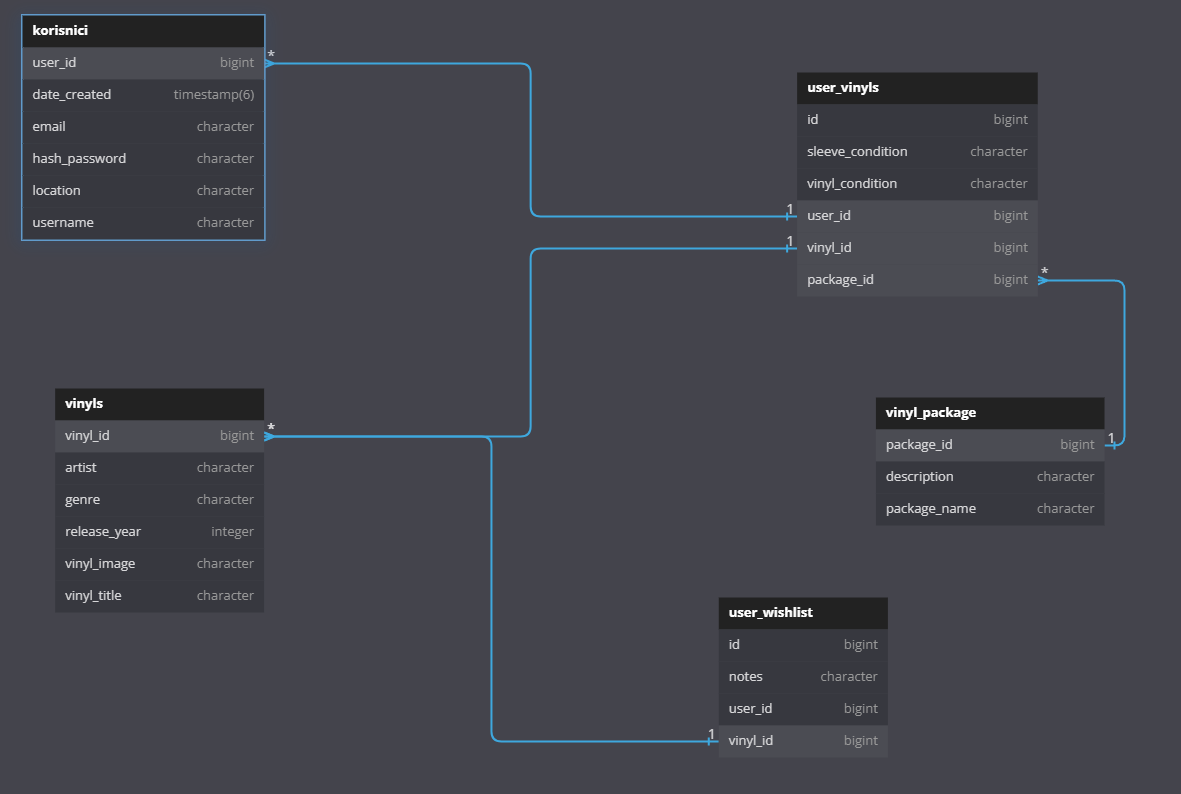 korisnici
user_id bigint
date_created timestamp(6)
email character
hash_password character
location character
username character
*
user_vinyls
id bigint
sleeve_condition character
vinyl_condition character
1 user_id bigint
1 vinyl_id bigint
package_id bigint *
vinyls
vinyl_id bigint *
artist character
genre character
release_year integer
vinyl_image character
vinyl_title character
vinyl_package
package_id bigint 1
description character
package_name character
user_wishlist
id bigint
notes character
user_id bigint
1 vinyl_id bigint